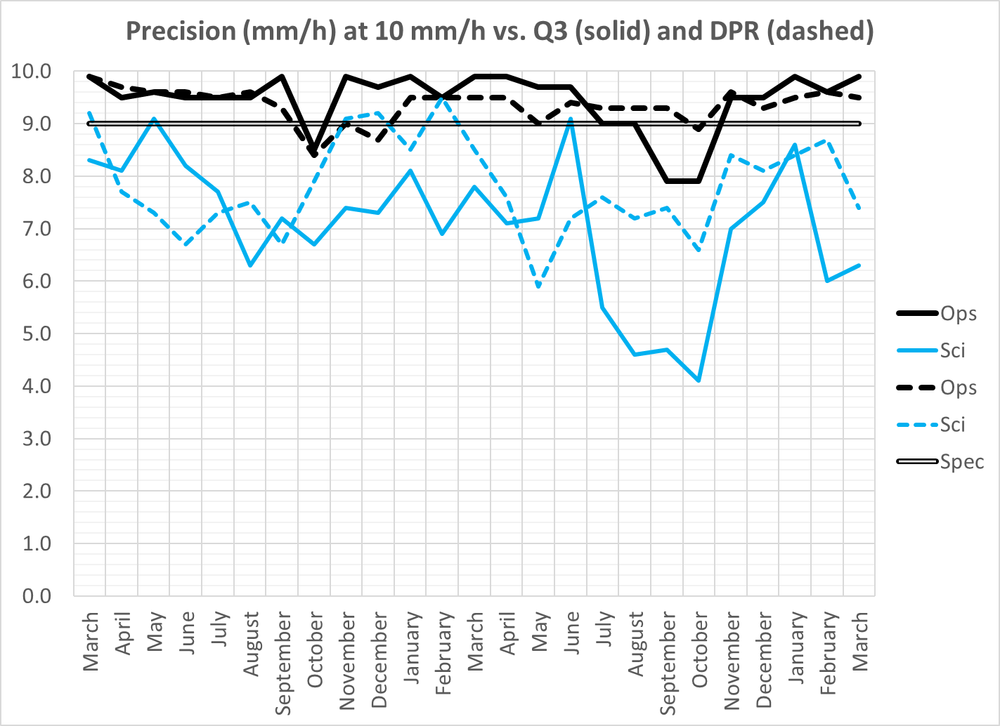 Precision (mm/h) at 10 mm/h vs. Q3 (solid) and DPR (dashed)
10.0
9.0
8.0
7.0
6.0
5.0
4.0
3.0
2.0
1.0
0.0
March
April
May
June
July
August
September
October
November
December
January
February
March
April
May
June
July
August
September
October
November
December
January
February
March
Ops
Sci
Ops
Sci
Spec